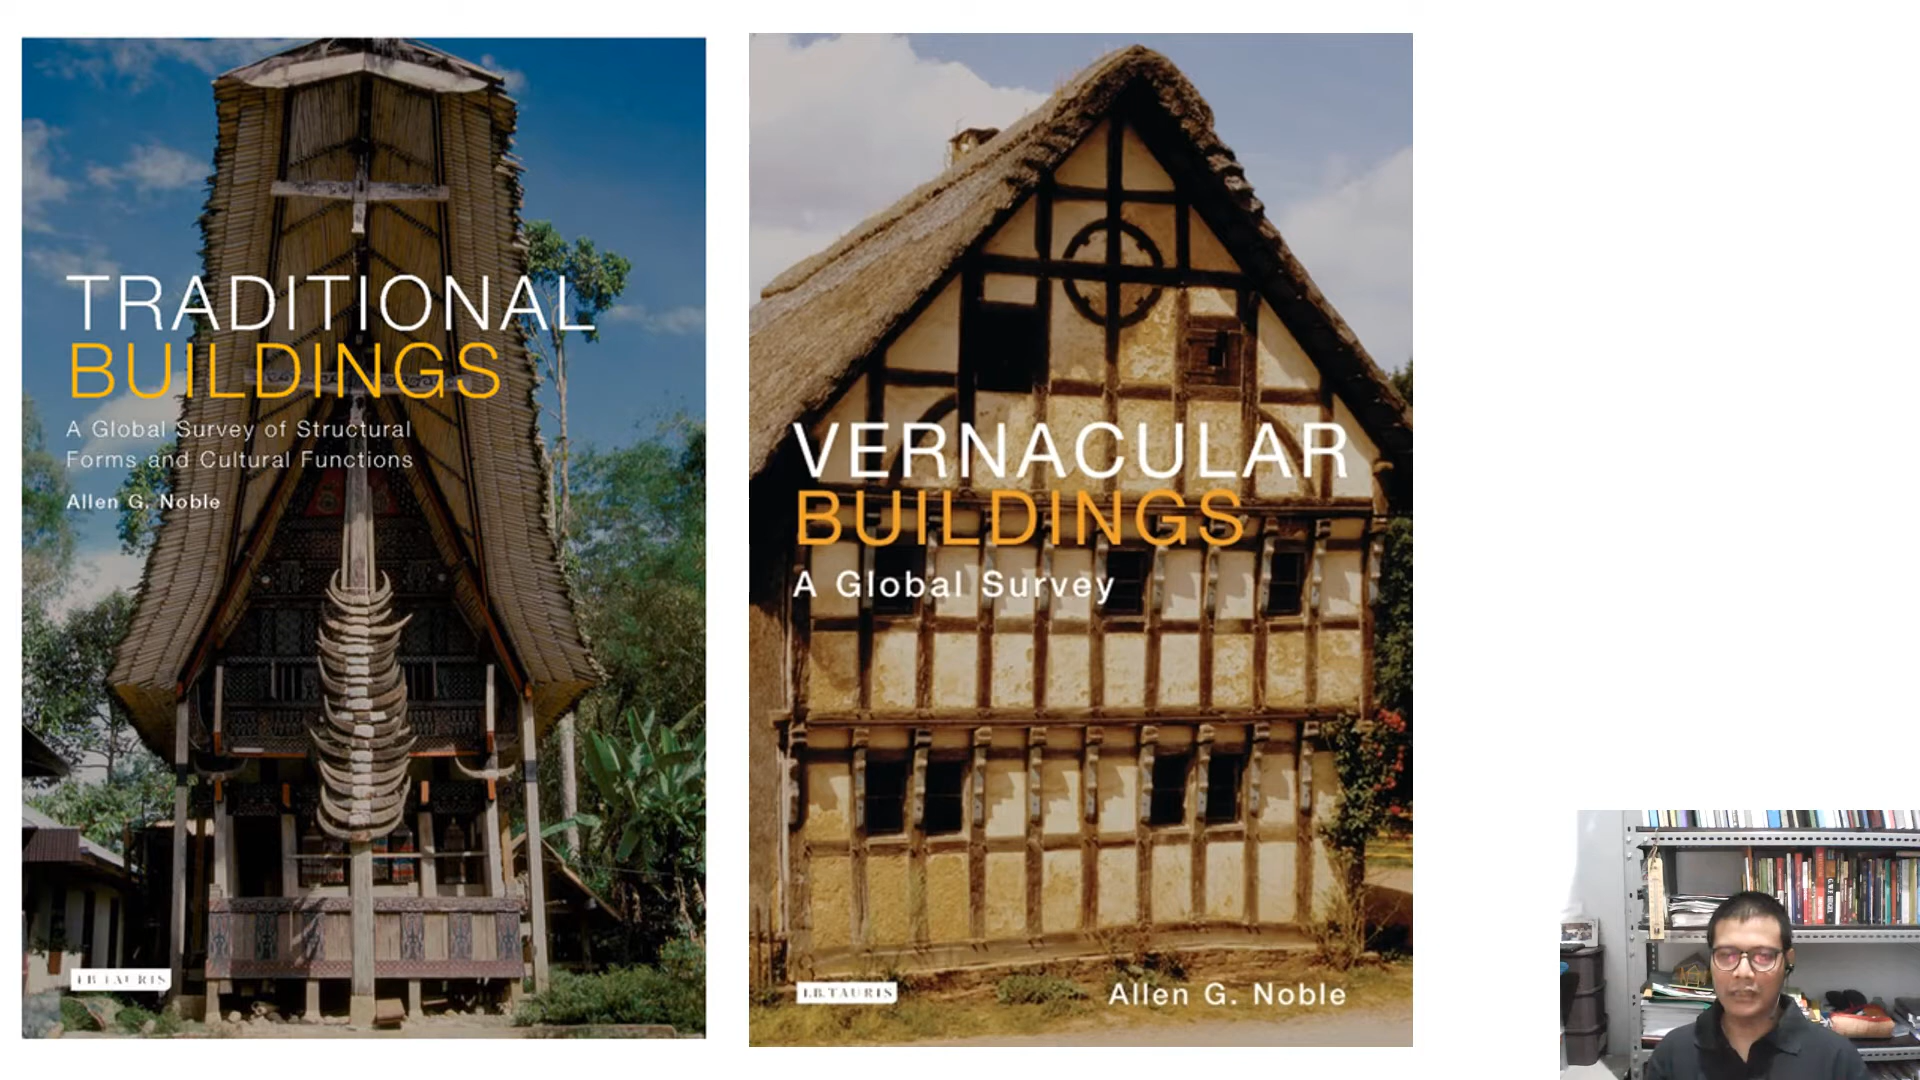 TRADITIONAL
BUILDINGS
A Global Survey of Structural
Forms and Cultural Functions
Allen G. Noble
I.B.TAURIS
VERNACULAR
BUILDINGS
A Global Survey
I.B.TAURIS
Allen G. Noble